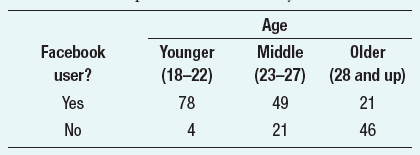 Age
Facebook Younger Middle Older
user? (18–22) (23–27) (28 and up)
Yes 78 49 21
No 4 21 46